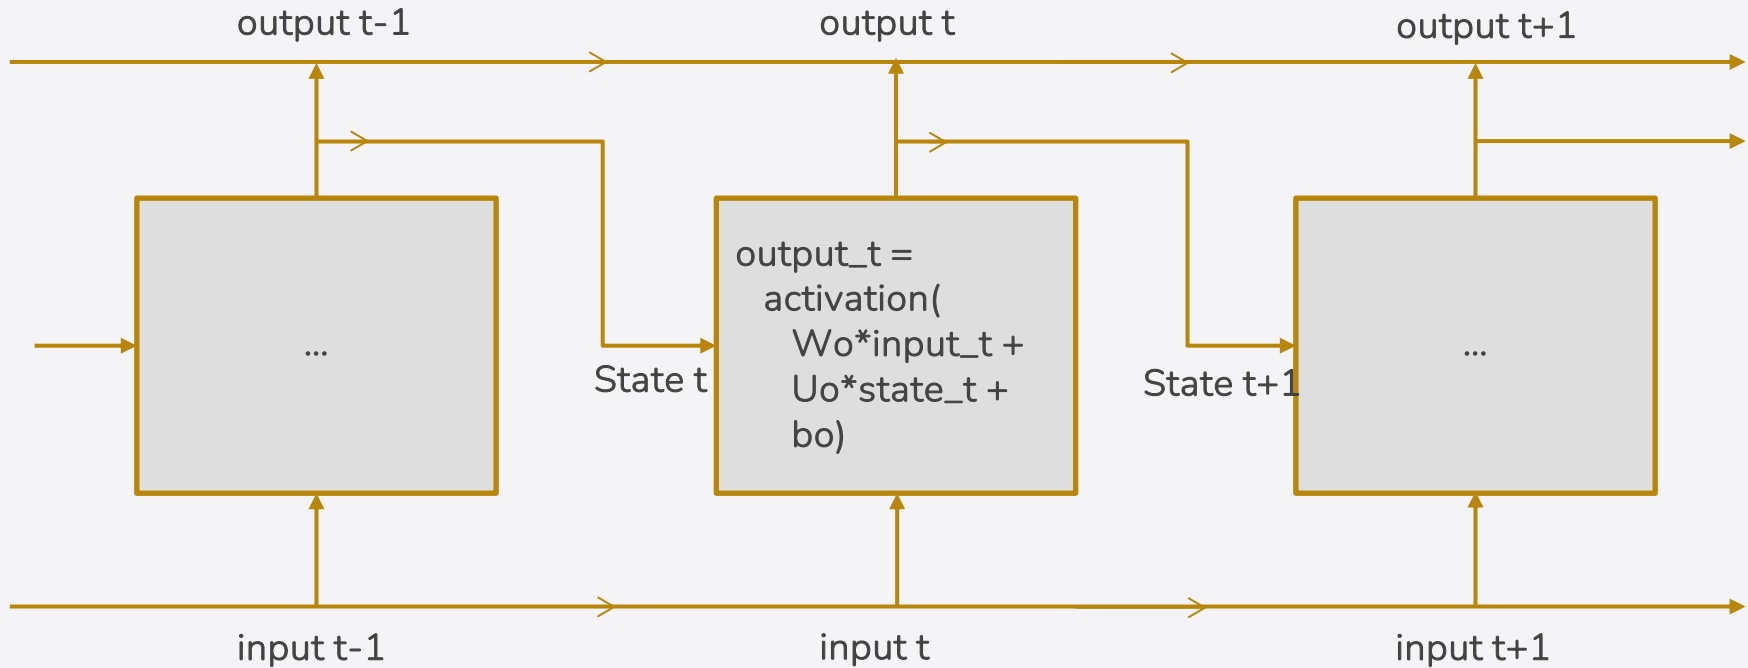 output t-1
output t
output t+1
output_t =
activation(
Wo*input_t +
Uo*state_t +
bo)
...
...
State t
State t+1
input t-1
input t
input t+1